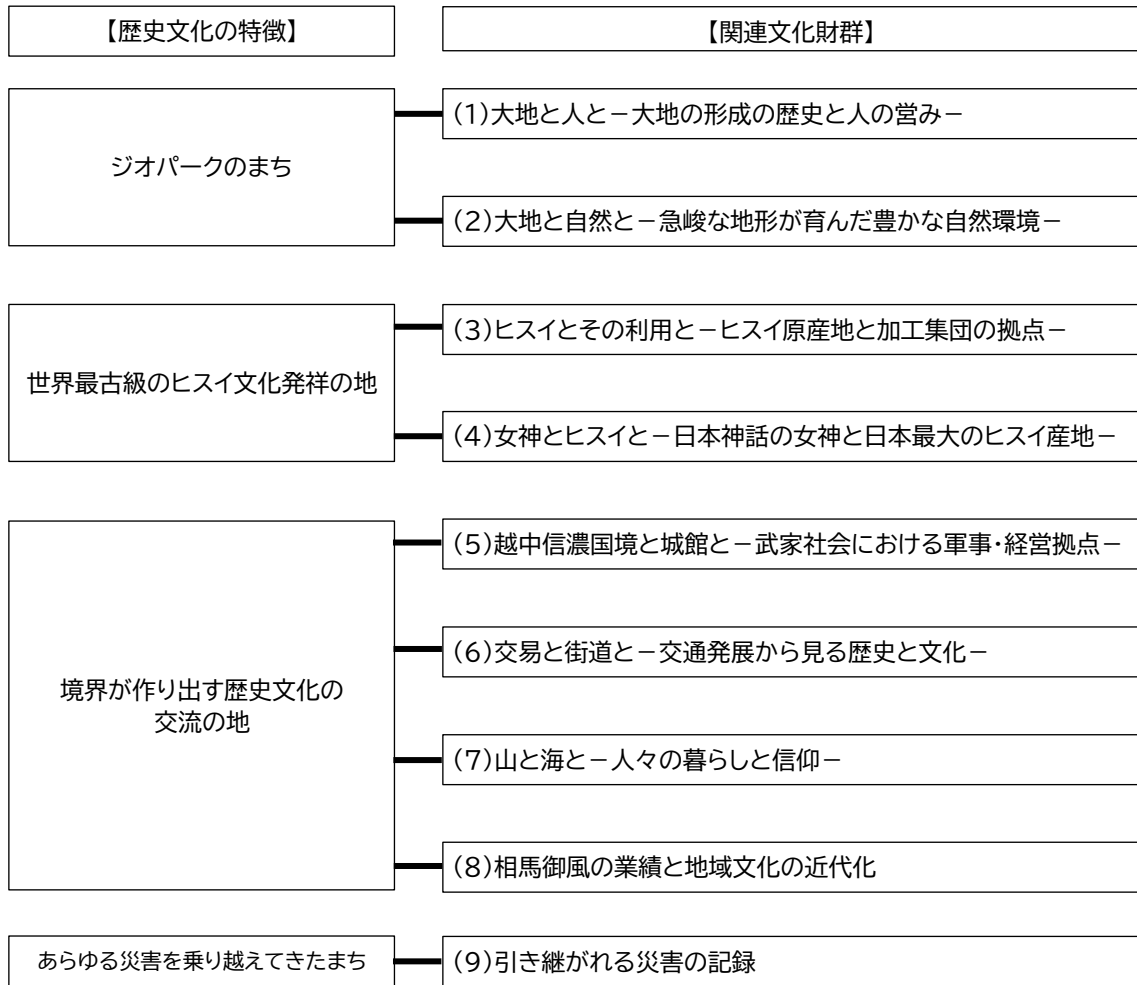 【歴史文化の特徴】
【関連文化財群】
ジオパークのまち
(1)大地と人と－大地の形成の歴史と人の営み－
(2)大地と自然と－急峻な地形が育んだ豊かな自然環境－
世界最古級のヒスイ文化発祥の地
(3)ヒスイとその利用と－ヒスイ原産地と加工集団の拠点－
(4)女神とヒスイと－日本神話の女神と日本最大のヒスイ産地－
境界が作り出す歴史文化の
交流の地
(5)越中信濃国境と城館と－武家社会における軍事・経営拠点－
(6)交易と街道と－交通発展から見る歴史と文化－
(7)山と海と－人々の暮らしと信仰－
(8)相馬御風の業績と地域文化の近代化
あらゆる災害を乗り越えてきたまち
(9)引き継がれる災害の記録